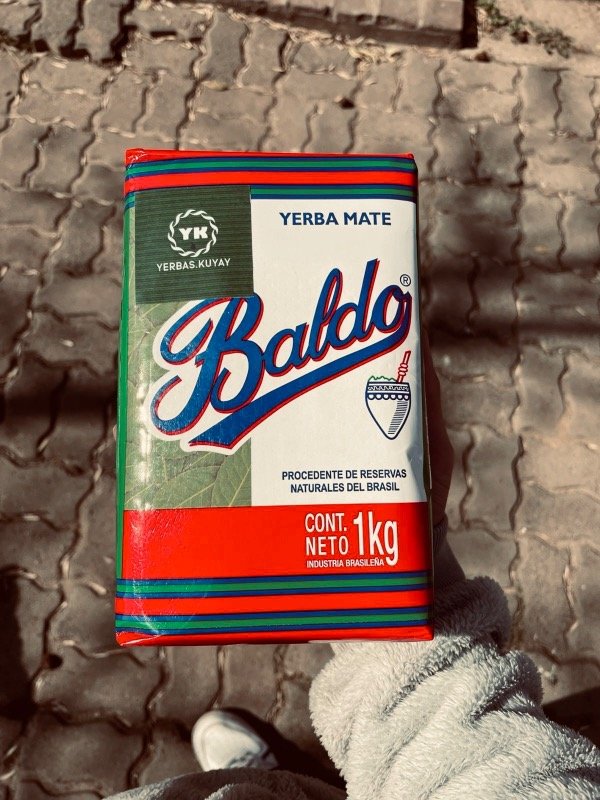 YK
YERBAS.KUYAY
YERBA MATE
Baldo®
PROCEDENTE DE RESERVAS
NATURALES DEL BRASIL
CONT.
NETO 1kg
INDUSTRIA BRASILEÑA